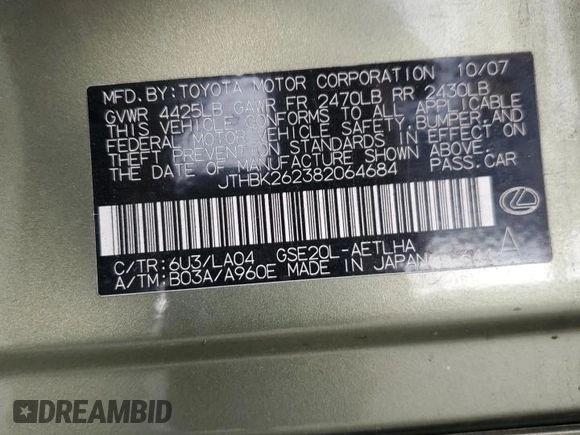 MFD. BY: TOYOTA MOTOR CORPORATION 10/07
GVWR 4425LB GAWR FR 2470LB RR 2430LB
THIS VEHICLE CONFORMS TO ALL APPLICABLE
FEDERAL MOTOR VEHICLE SAFETY, BUMPER, AND
THEFT PREVENTION STANDARDS IN EFFECT ON
THE DATE OF MANUFACTURE SHOWN ABOVE.
JTHBK262382064684 PASS. CAR
C/TR: 6U3/LA04 GSE20L-AETLHA
A/TM: B03A/A960E MADE IN JAPAN
A
DREAMBID